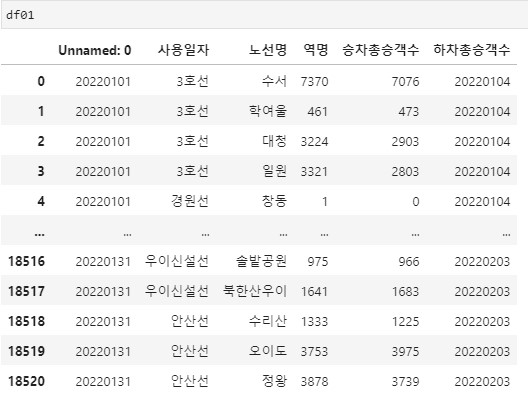 df01
Unnamed: 0 사용일자 노선명 역명 승차총승객수 하차총승객수
0 20220101 3호선 수서 7370 7076 20220104
1 20220101 3호선 학여울 461 473 20220104
2 20220101 3호선 대청 3224 2903 20220104
3 20220101 3호선 일원 3321 2803 20220104
4 20220101 경원선 창동 1 0 20220104
... ... ... ... ... ... ...
18516 20220131 우이신설선 솔밭공원 975 966 20220203
18517 20220131 우이신설선 북한산우이 1641 1683 20220203
18518 20220131 안산선 수리산 1333 1225 20220203
18519 20220131 안산선 오이도 3753 3975 20220203
18520 20220131 안산선 정왕 3878 3739 20220203